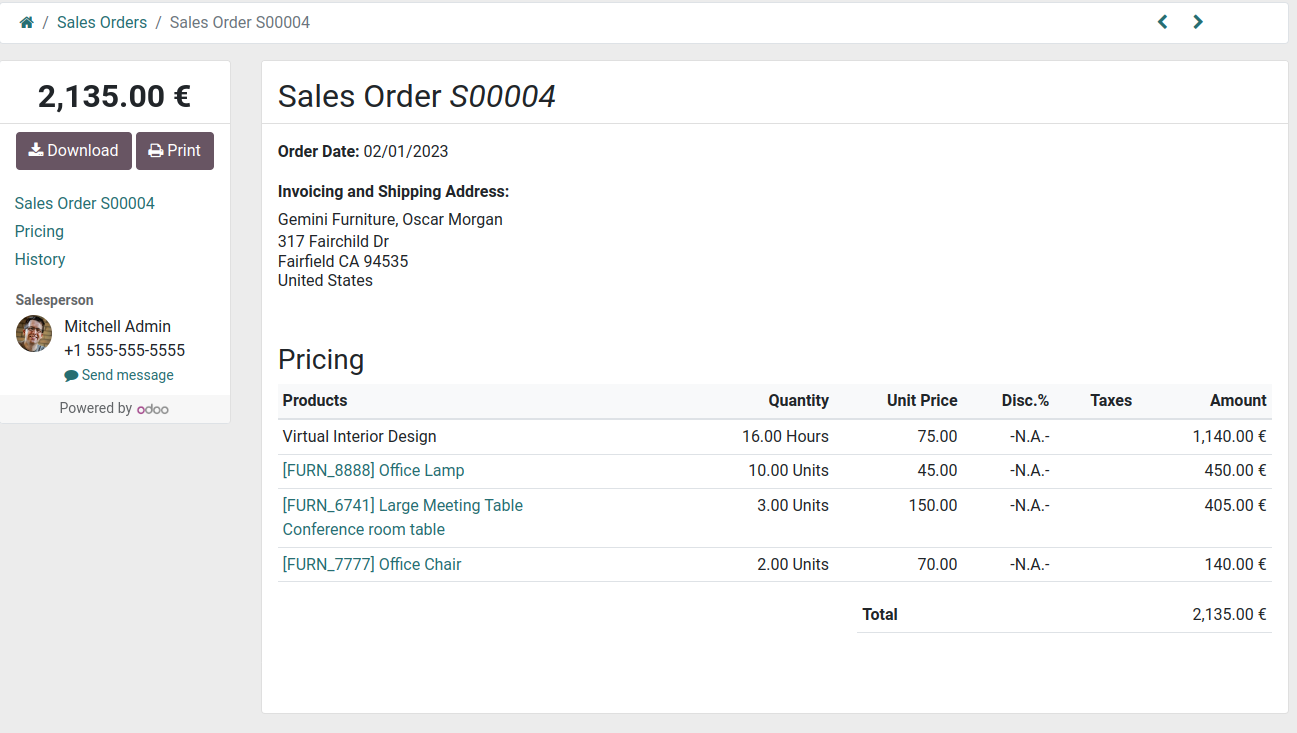 / Sales Orders / Sales Order S00004
2,135.00 €
Download Print
Sales Order S00004
Pricing
History
Salesperson
Mitchell Admin
+1 555-555-5555
Send message
Powered by odoo
Sales Order S00004
Order Date: 02/01/2023
Invoicing and Shipping Address:
Gemini Furniture, Oscar Morgan
317 Fairchild Dr
Fairfield CA 94535
United States
Pricing
Products Quantity Unit Price Disc.% Taxes Amount
Virtual Interior Design 16.00 Hours 75.00 -N.A.- 1,140.00 €
[FURN_8888] Office Lamp 10.00 Units 45.00 -N.A.- 450.00 €
[FURN_6741] Large Meeting Table 3.00 Units 150.00 -N.A.- 405.00 €
Conference room table
[FURN_7777] Office Chair 2.00 Units 70.00 -N.A.- 140.00 €
Total 2,135.00 €